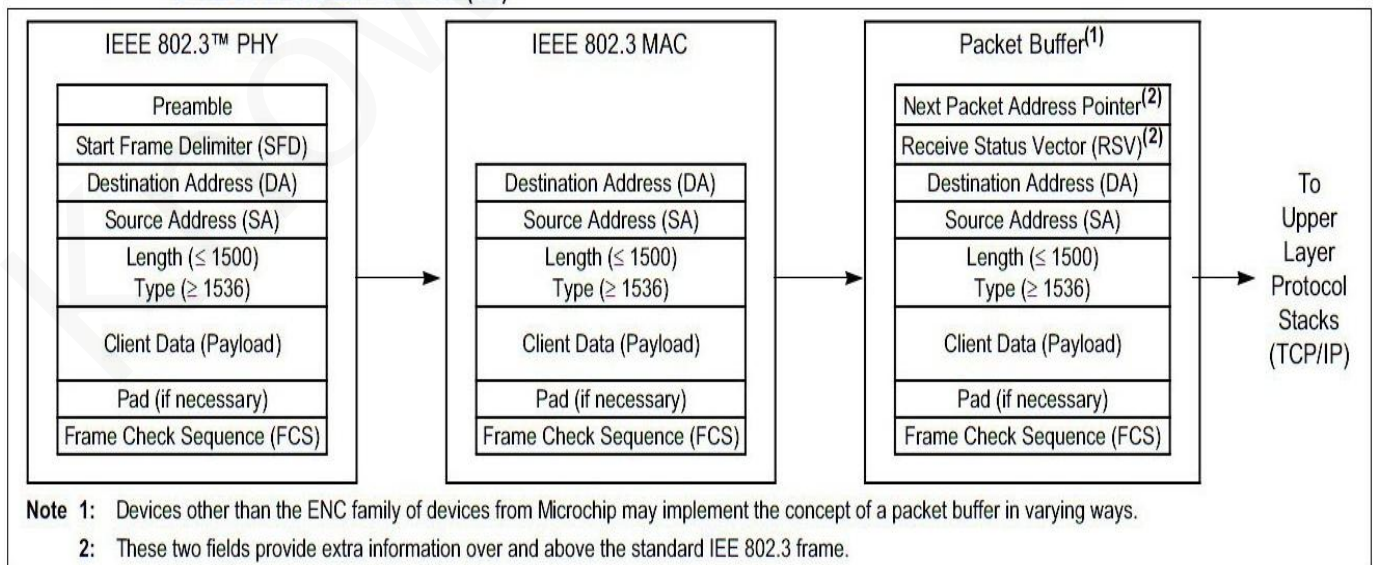 IEEE 802.3™ PHY
Preamble
Start Frame Delimiter (SFD)
Destination Address (DA)
Source Address (SA)
Length (≤ 1500)
Type (≥ 1536)
Client Data (Payload)
Pad (if necessary)
Frame Check Sequence (FCS)
IEEE 802.3 MAC
Destination Address (DA)
Source Address (SA)
Length (≤ 1500)
Type (≥ 1536)
Client Data (Payload)
Pad (if necessary)
Frame Check Sequence (FCS)
Packet Buffer(1)
Next Packet Address Pointer(2)
Receive Status Vector (RSV)(2)
Destination Address (DA)
Source Address (SA)
Length (≤ 1500)
Type (≥ 1536)
Client Data (Payload)
Pad (if necessary)
Frame Check Sequence (FCS)
To
Upper
Layer
Protocol
Stacks
(TCP/IP)
Note 1: Devices other than the ENC family of devices from Microchip may implement the concept of a packet buffer in varying ways.
2: These two fields provide extra information over and above the standard IEE 802.3 frame.